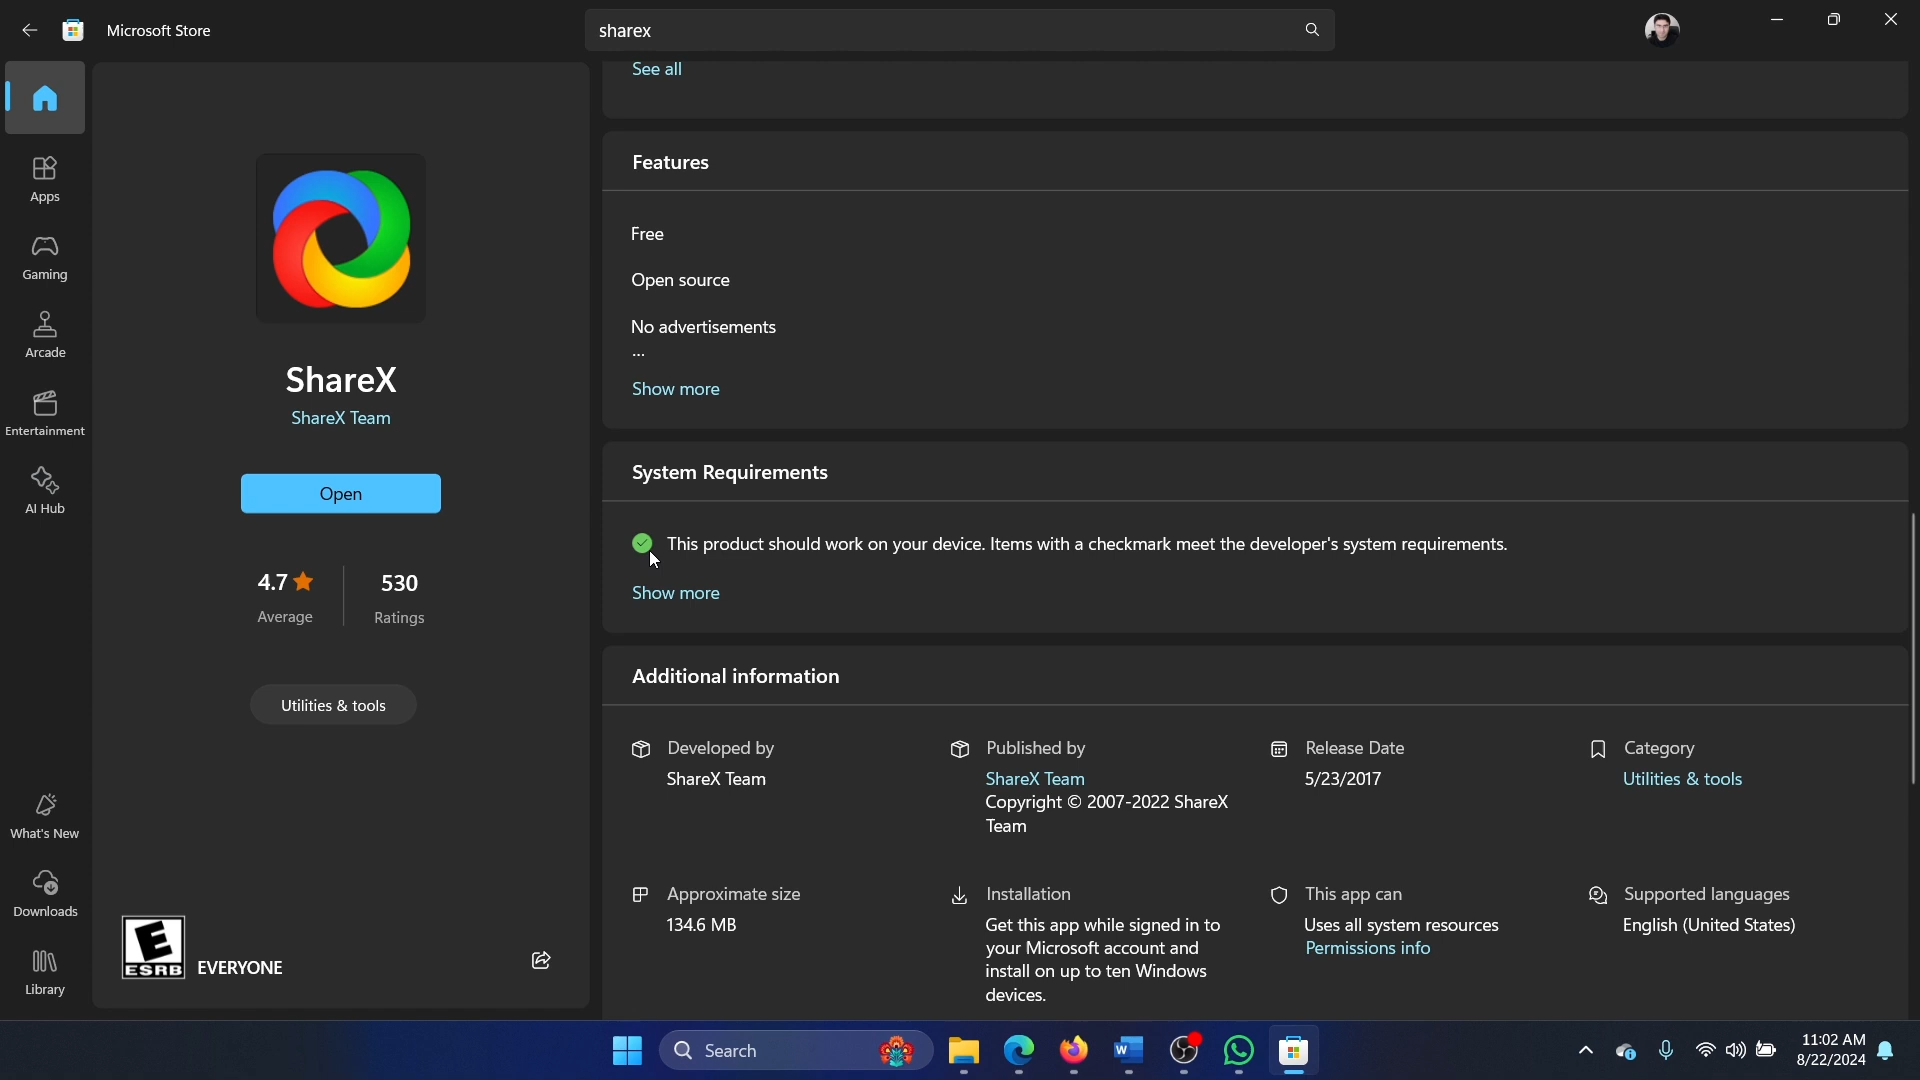 Microsoft Store
sharex
Apps
Gaming
Arcade
Entertainment
AI Hub
What's New
Downloads
Library
ShareX
ShareX Team
Open
4.7
Average
530
Ratings
Utilities & tools
E
ESRB
EVERYONE
See all
Features
Free
Open source
No advertisements
...
Show more
System Requirements
This product should work on your device. Items with a checkmark meet the developer's system requirements.
Show more
Additional information
Developed by
ShareX Team
Published by
ShareX Team
Copyright © 2007-2022 ShareX
Team
Release Date
5/23/2017
Category
Utilities & tools
Approximate size
134.6 MB
Installation
Get this app while signed in to
your Microsoft account and
install on up to ten Windows
devices.
This app can
Uses all system resources
Permissions info
Supported languages
English (United States)
Search
W
11:02 AM
8/22/2024